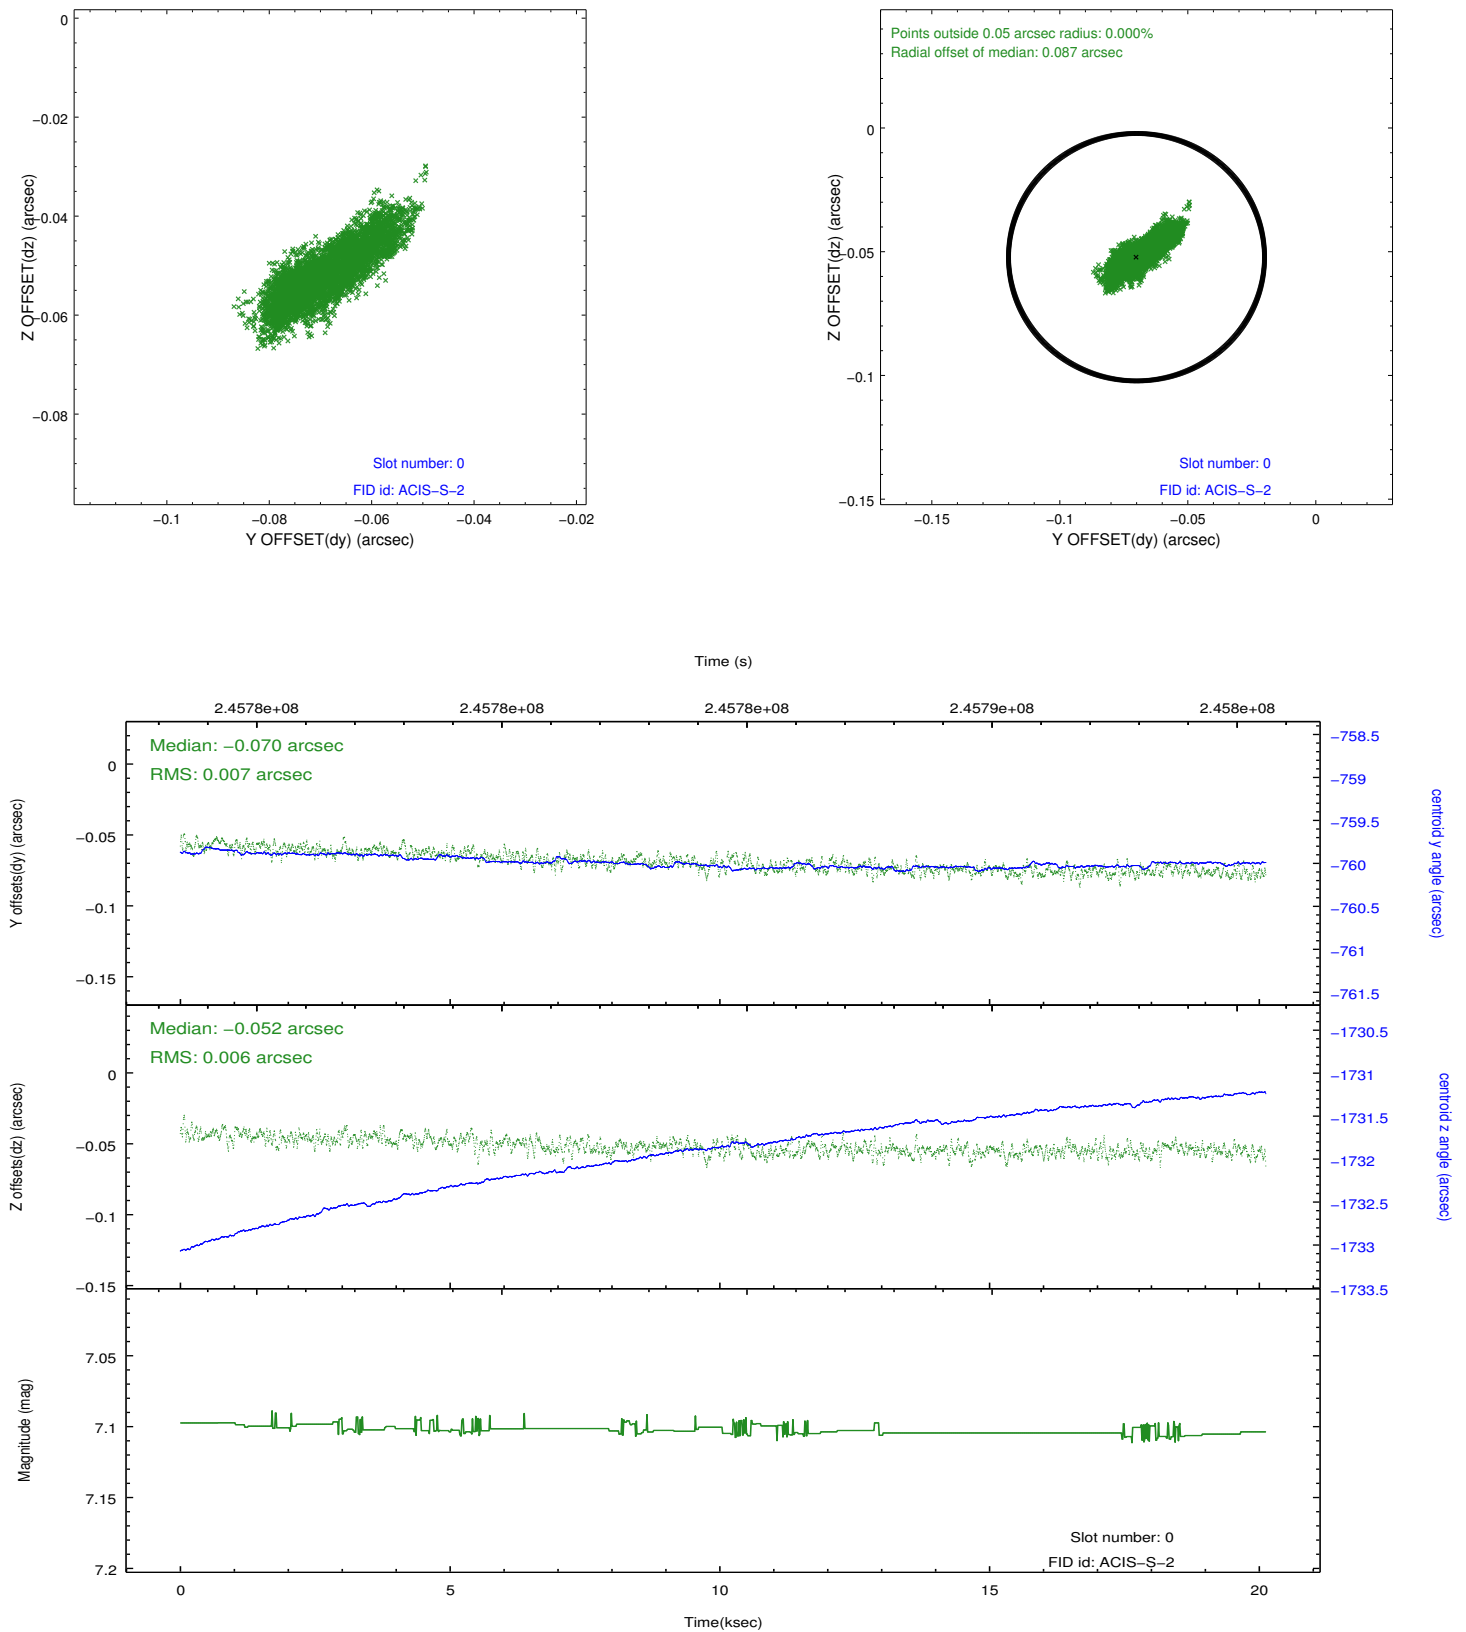 0
−0.02
−0.04
−0.06
−0.08
Z OFFSET(dz) (arcsec)
Slot number: 0
FID id: ACIS−S−2
−0.1
−0.08
−0.06
−0.04
−0.02
Y OFFSET(dy) (arcsec)
Points outside 0.05 arcsec radius: 0.000%
Radial offset of median: 0.087 arcsec
0
−0.05
−0.1
−0.15
Z OFFSET(dz) (arcsec)
Slot number: 0
FID id: ACIS−S−2
−0.15
−0.1
−0.05
0
Y OFFSET(dy) (arcsec)
Time (s)
2.4578e+08
2.4578e+08
2.4578e+08
2.4579e+08
2.458e+08
Median: −0.070 arcsec
RMS: 0.007 arcsec
0
−0.05
−0.1
−0.15
Y offsets(dy) (arcsec)
−758.5
−759
−759.5
−760
−760.5
−761
−761.5
centroid y angle (arcsec)
Median: −0.052 arcsec
RMS: 0.006 arcsec
0
−0.05
−0.1
−0.15
Z offsets(dz) (arcsec)
−1730.5
−1731
−1731.5
−1732
−1732.5
−1733
−1733.5
centroid z angle (arcsec)
7.05
7.1
7.15
7.2
Magnitude (mag)
Slot number: 0
FID id: ACIS−S−2
0
5
10
15
20
Time(ksec)